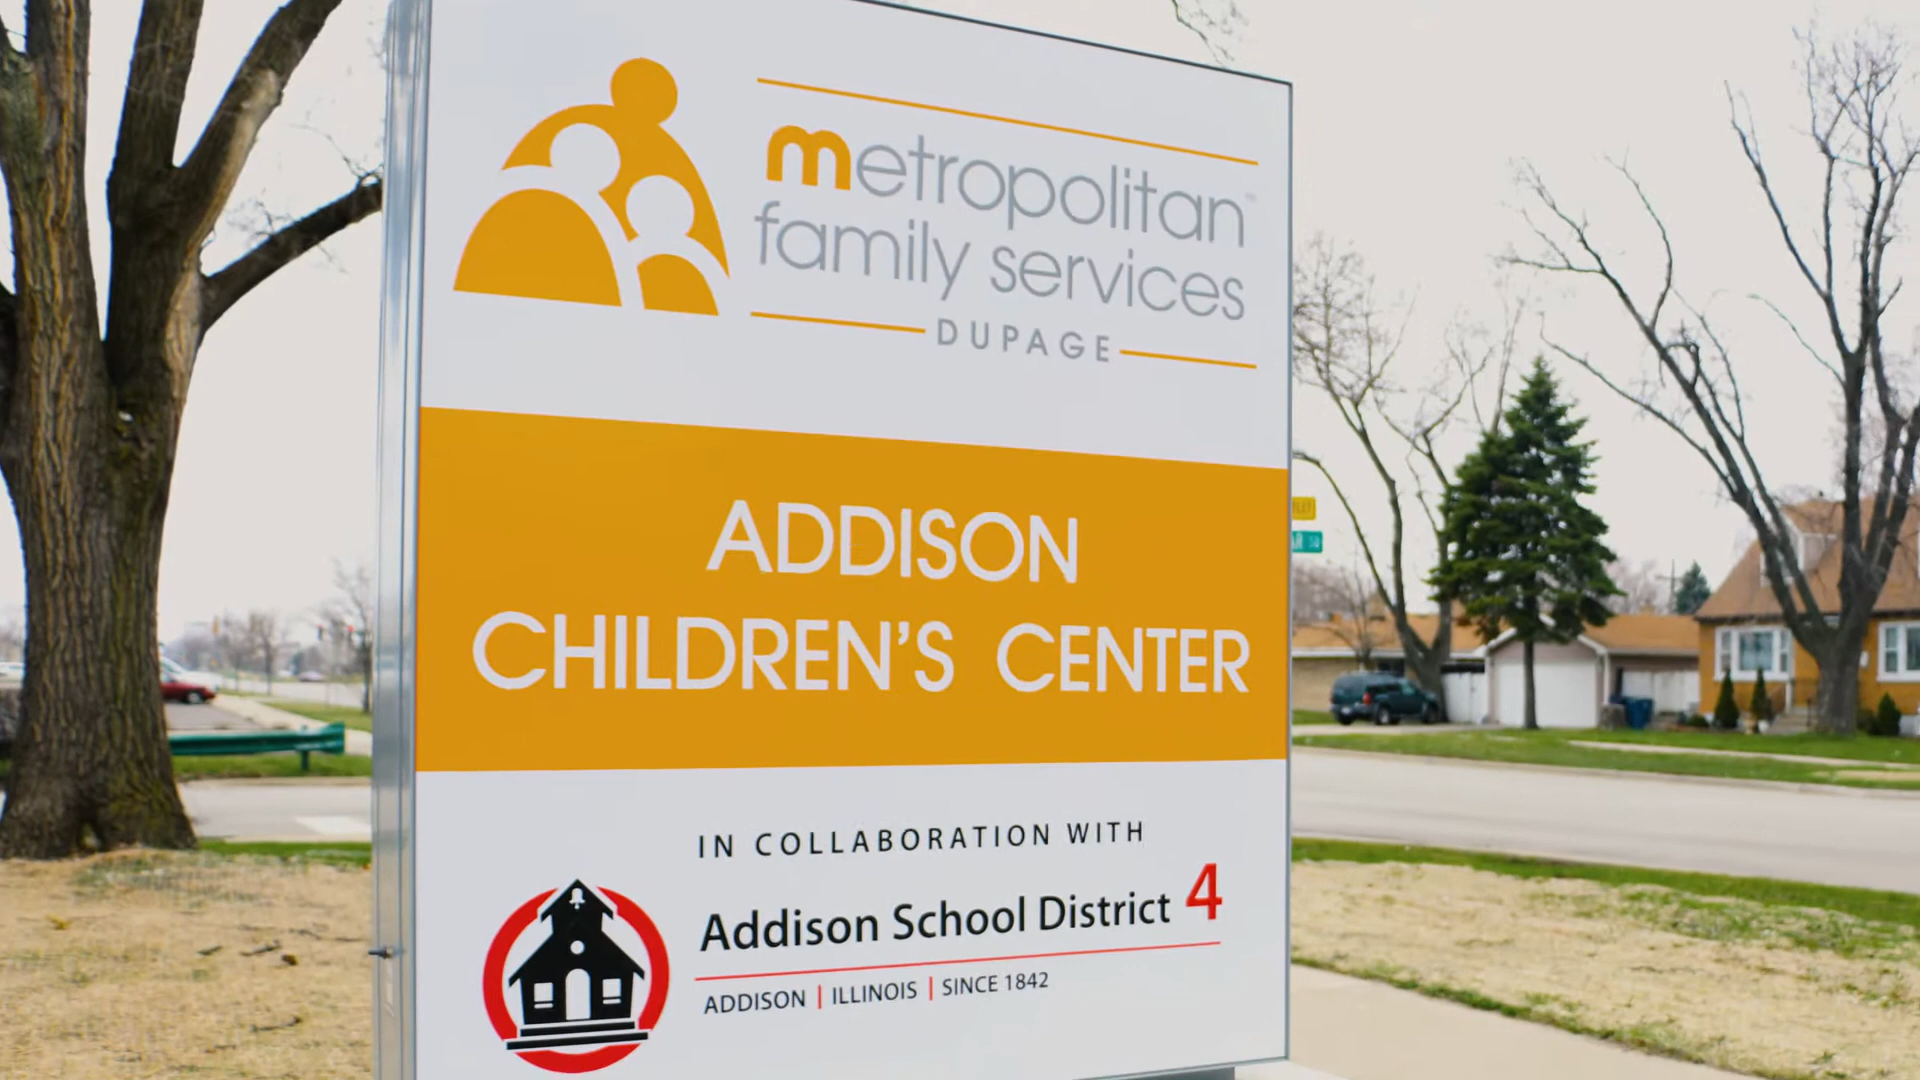 metropolitan
family services
DUPAGE
ADDISON
CHILDREN'S CENTER
IN COLLABORATION WITH
Addison School District 4
ADDISON | ILLINOIS | SINCE 1842